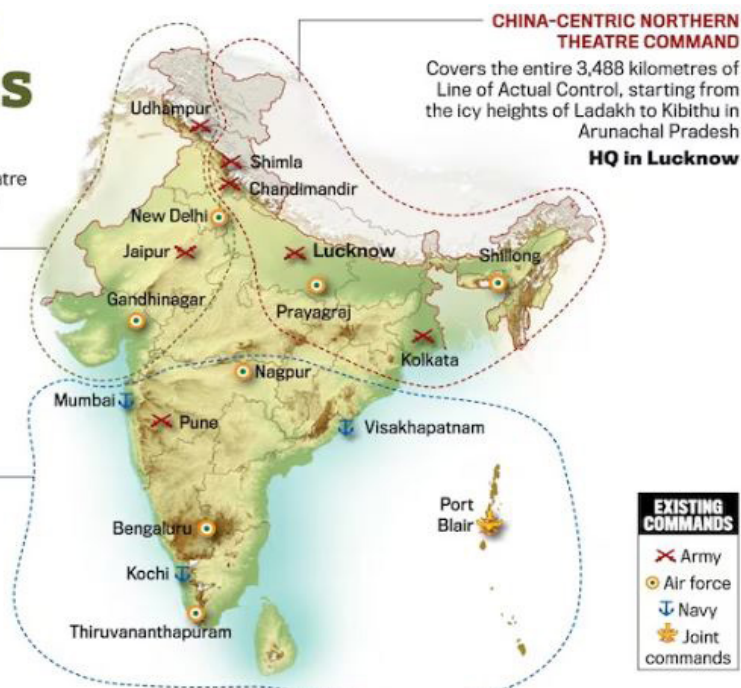 S
CHINA-CENTRIC NORTHERN
THEATRE COMMAND
Covers the entire 3,488 kilometres of
Line of Actual Control, starting from
the icy heights of Ladakh to Kibithu in
Arunachal Pradesh
HQ in Lucknow
tre
Udhampur
Shimla
Chandimandir
New Delhi
Jaipur
Lucknow
Shillong
Gandhinagar
Prayagraj
Kolkata
Nagpur
Mumbai
Pune
Visakhapatnam
Port
Blair
Bengaluru
Kochi
Thiruvananthapuram
EXISTING
COMMANDS
Army
Air force
Navy
Joint
commands